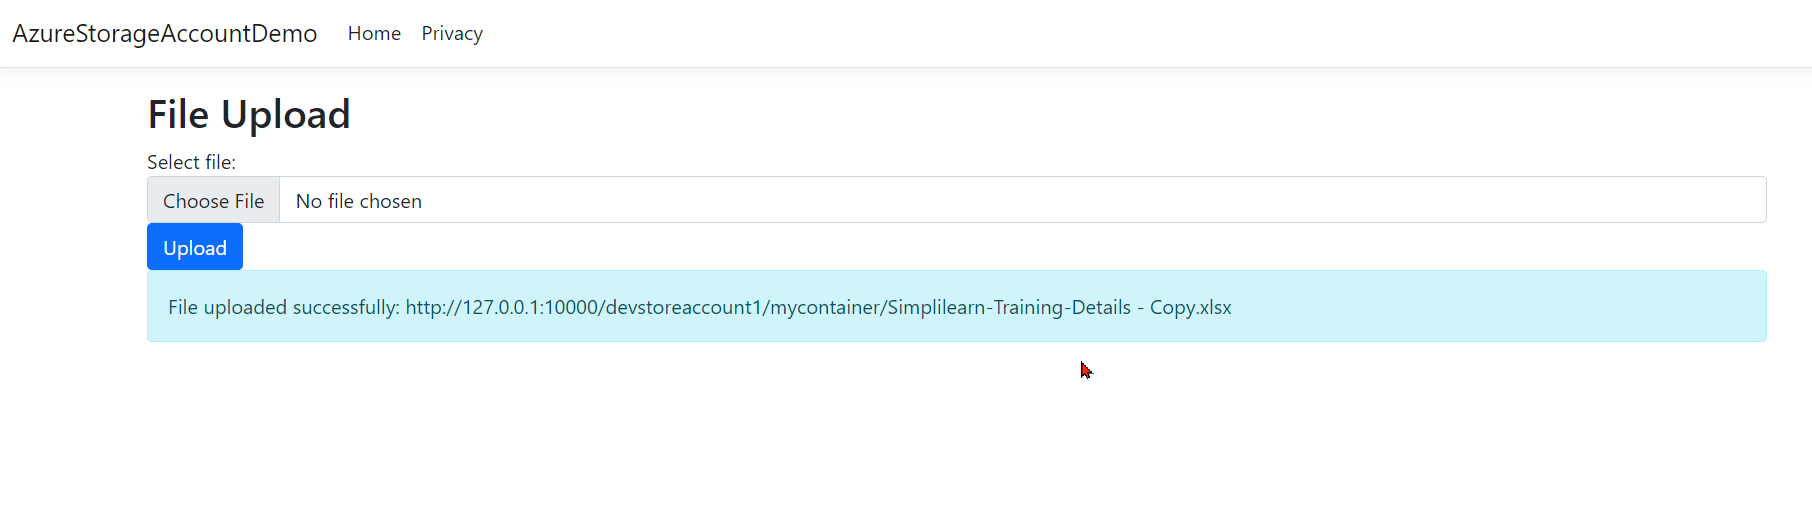 AzureStorageAccountDemo Home Privacy
File Upload
Select file:
Choose File No file chosen
Upload
File uploaded successfully: http://127.0.0.1:10000/devstoreaccount1/mycontainer/Simplilearn-Training-Details - Copy.xlsx